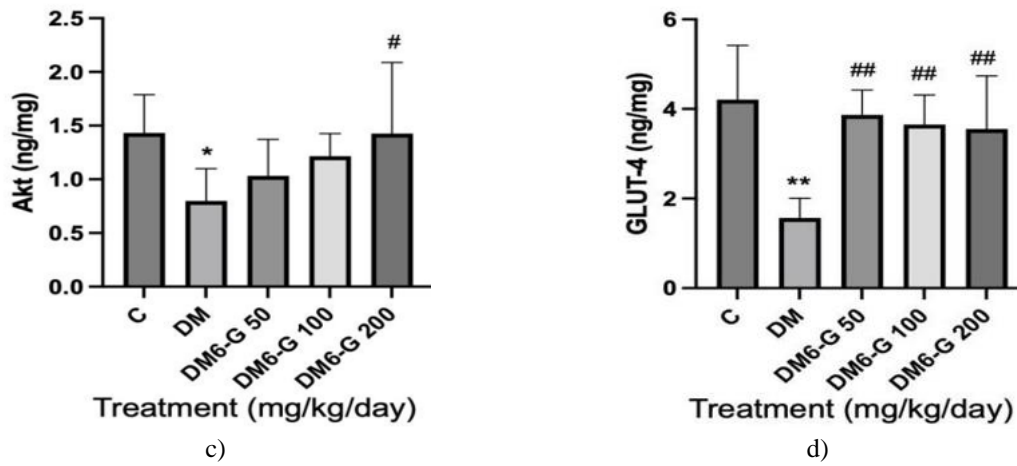 2.5
2.0
1.5
1.0
0.5
0.0
Akt (ng/mg)
*
#
C
DM
DM6-G 50
DM6-G 100
DM6-G 200
Treatment (mg/kg/day)
c)
6
4
2
0
GLUT-4 (ng/mg)
**
##
##
##
C
DM
DM6-G 50
DM6-G 100
DM6-G 200
Treatment (mg/kg/day)
d)